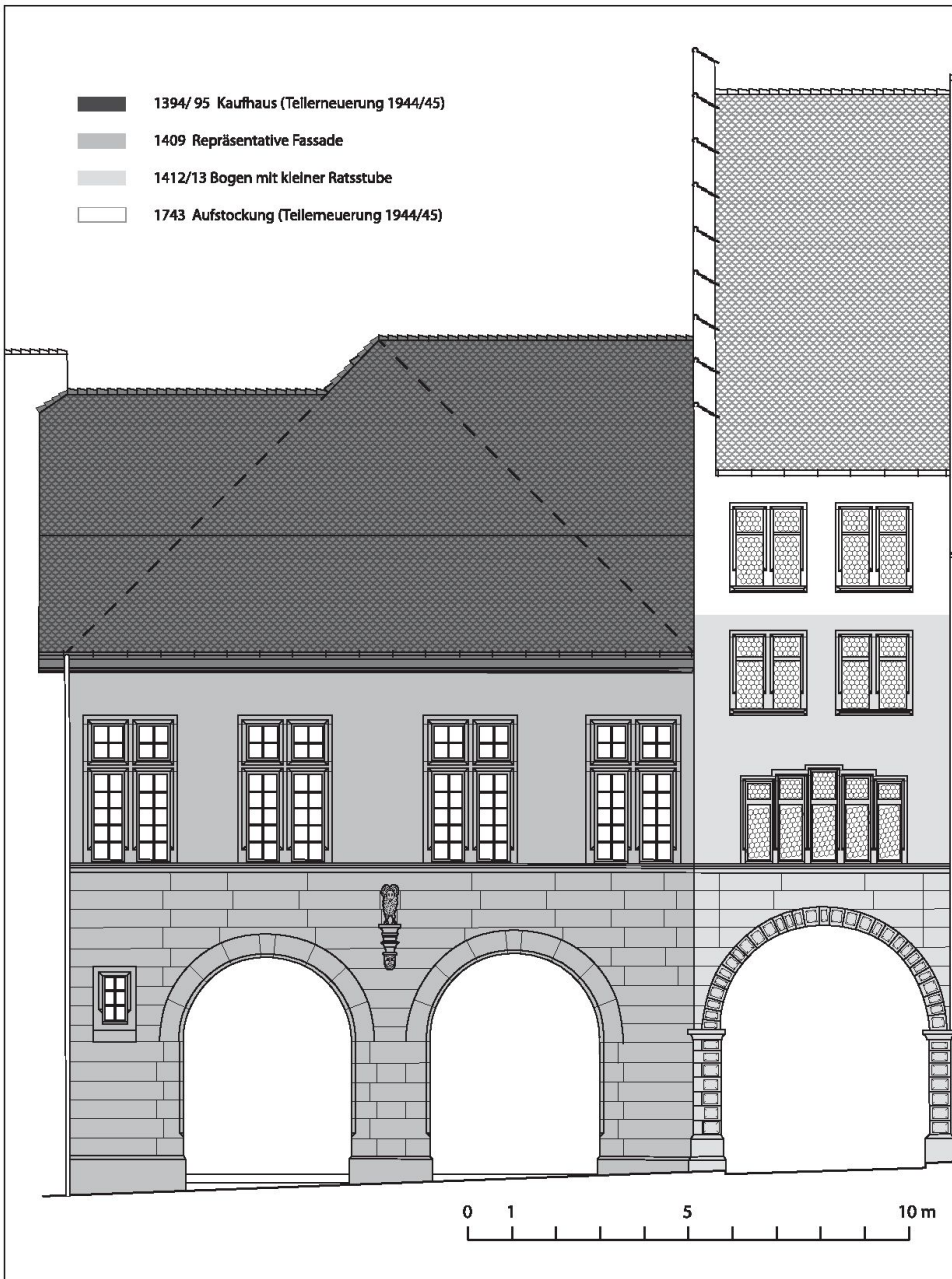 1394/95 Kaufhaus (Teilerneuerung 1944/45)
1409 Repräsentative Fassade
1412/13 Bogen mit kleiner Ratsstube
1743 Aufstockung (Teilerneuerung 1944/45)
0 1 5 10 m